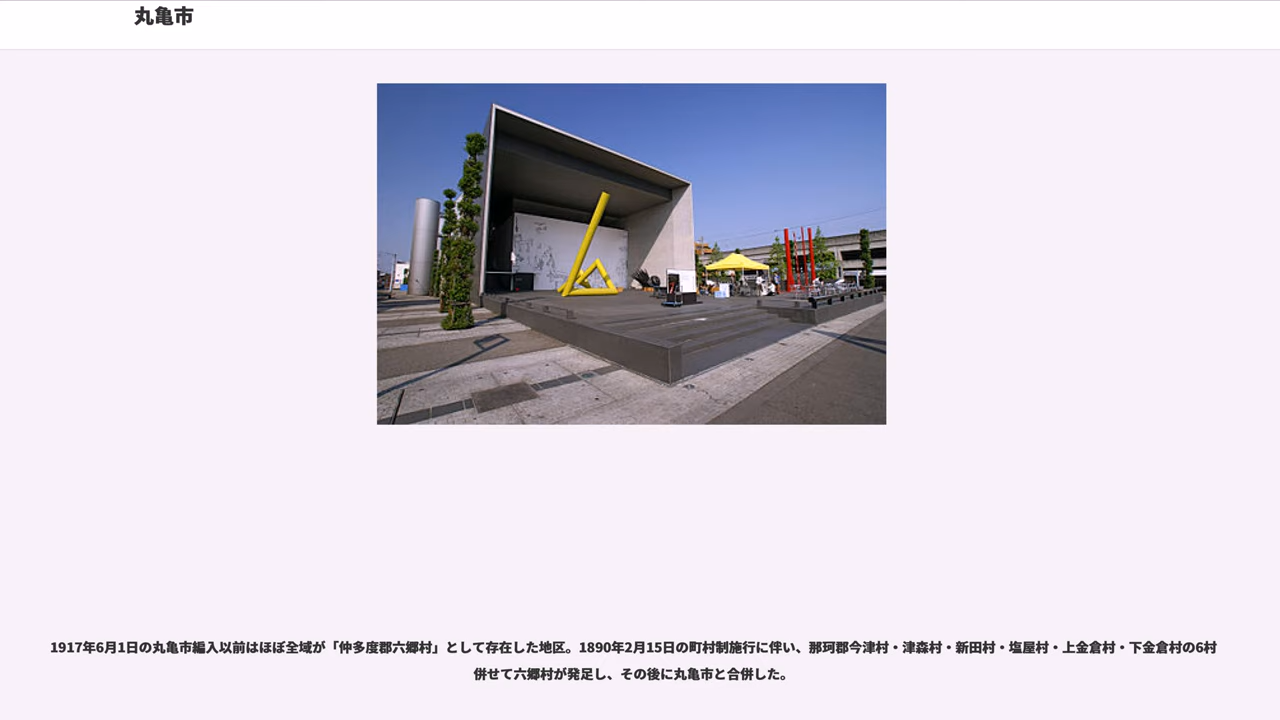 丸亀市
1917年6月1日の丸亀市編入以前はほぼ全域が「仲多度郡六郷村」として存在した地区。1890年2月15日の町村制施行に伴い、那珂郡今津村・津森村・新田村・塩屋村・上金倉村・下金倉村の6村
併せて六郷村が発足し、その後に丸亀市と合併した。